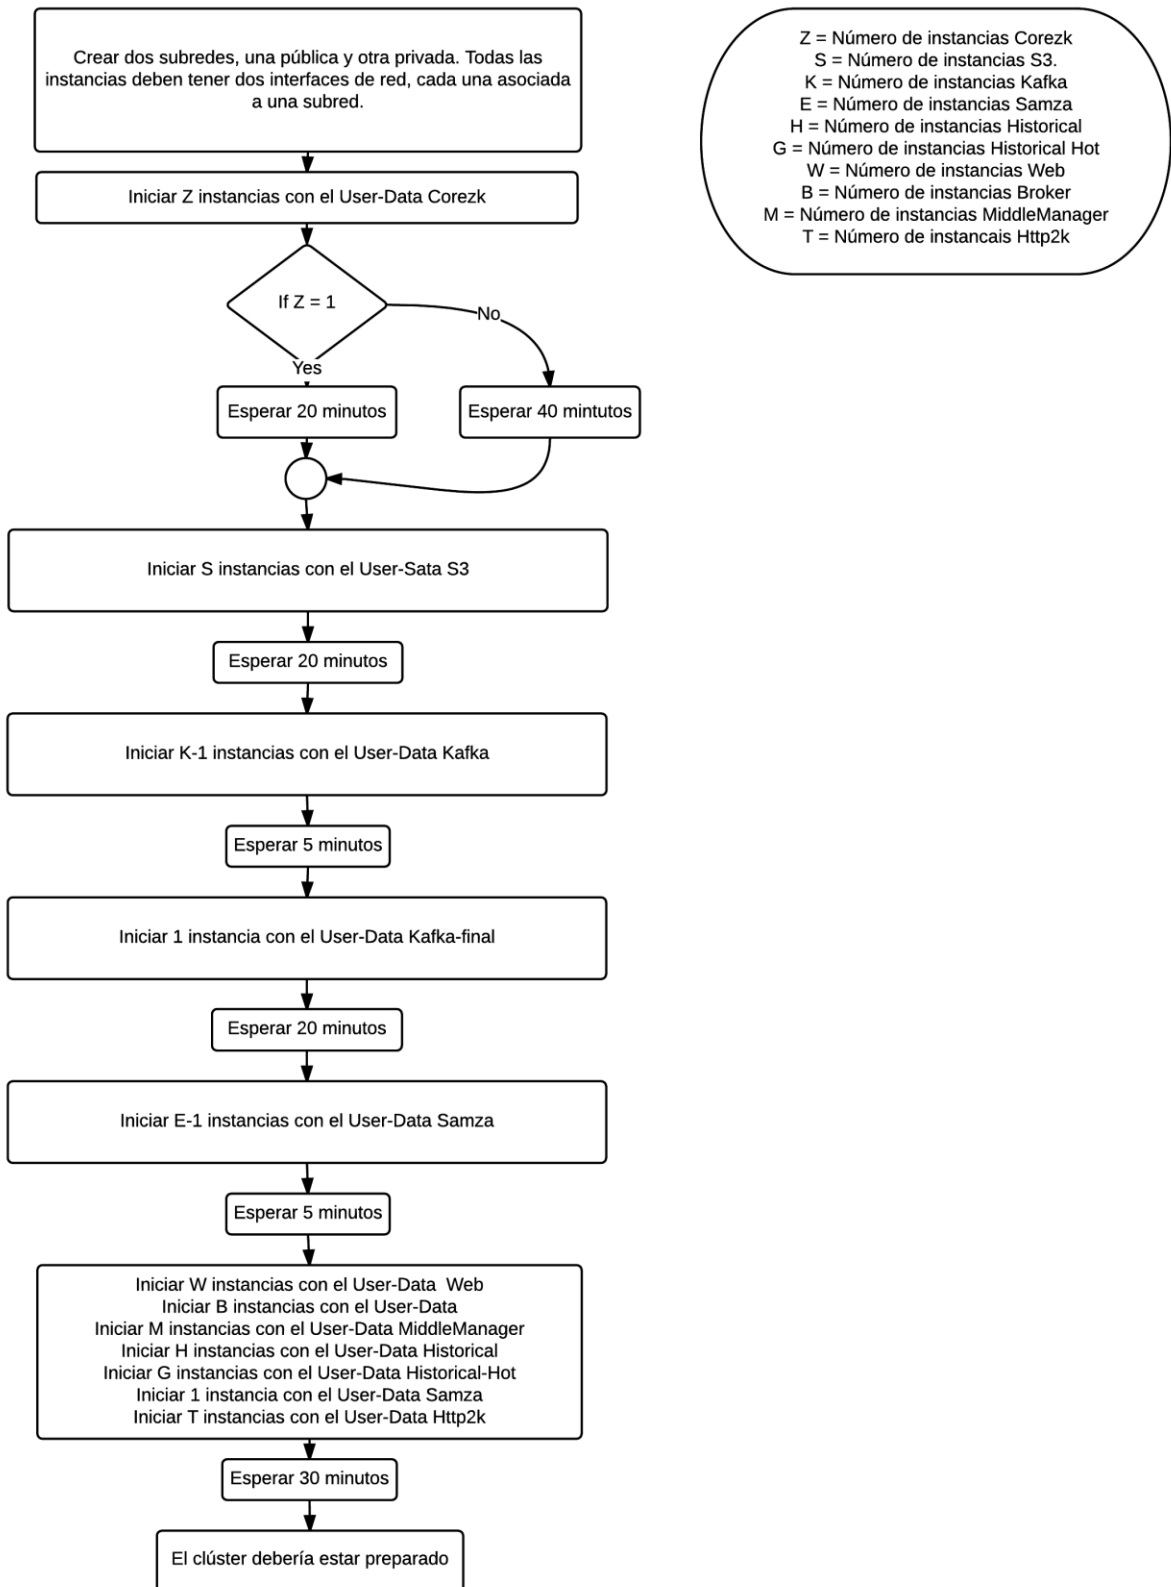 Crear dos subredes, una pública y otra privada. Todas las
instancias deben tener dos interfaces de red, cada una asociada
a una subred.
Z = Número de instancias Corezk
S = Número de instancias S3.
K = Número de instancias Kafka
E = Número de instancias Samza
H = Número de instancias Historical
G = Número de instancias Historical Hot
W = Número de instancias Web
B = Número de instancias Broker
M = Número de instancias MiddleManager
T = Número de instancais Http2k
Iniciar Z instancias con el User-Data Corezk
If Z = 1
No
Yes
Esperar 20 minutos
Esperar 40 mintutos
Iniciar S instancias con el User-Sata S3
Esperar 20 minutos
Iniciar K-1 instancias con el User-Data Kafka
Esperar 5 minutos
Iniciar 1 instancia con el User-Data Kafka-final
Esperar 20 minutos
Iniciar E-1 instancias con el User-Data Samza
Esperar 5 minutos
Iniciar W instancias con el User-Data  Web
Iniciar B instancias con el User-Data
Iniciar M instancias con el User-Data MiddleManager
Iniciar H instancias con el User-Data Historical
Iniciar G instancias con el User-Data Historical-Hot
Iniciar 1 instancia con el User-Data Samza
Iniciar T instancias con el User-Data Http2k
Esperar 30 minutos
El clúster debería estar preparado